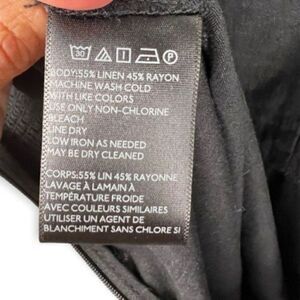 30 P
BODY:55% LINEN 45% RAYON
MACHINE WASH COLD
WITH LIKE COLORS
USE ONLY NON-CHLORINE
BLEACH
LINE DRY
LOW IRON AS NEEDED
MAY BE DRY CLEANED
CORPS:55% LIN 45% RAYONNE
LAVAGE À LAMAIN À
TEMPÉRATURE FROIDE
AVEC COULEURS SIMILAIRES
UTILISER UN AGENT DE
BLANCHIMENT SANS CHLORE SI